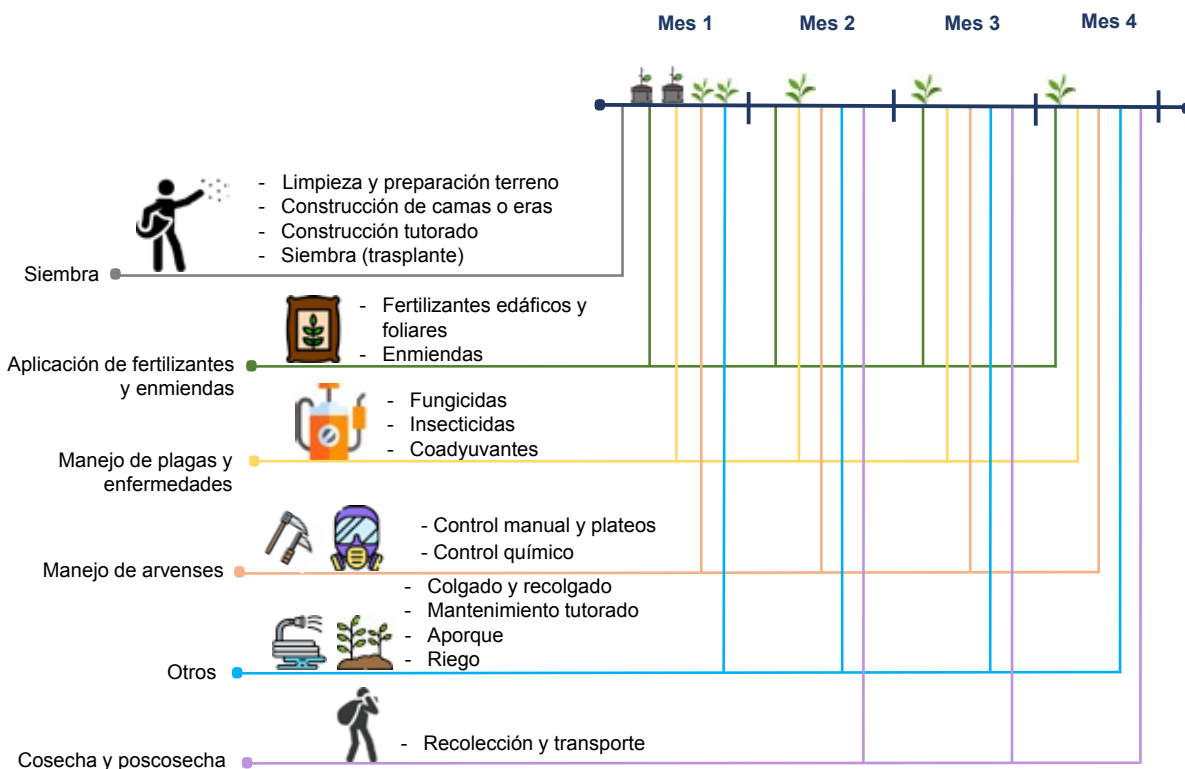 Mes 1
Mes 2
Mes 3
Mes 4
- Limpieza y preparación terreno
- Construcción de camas o eras
- Construcción tutorado
- Siembra (trasplante)
Siembra
- Fertilizantes edáficos y
foliares
- Enmiendas
Aplicación de fertilizantes
y enmiendas
- Fungicidas
- Insecticidas
- Coadyuvantes
Manejo de plagas y
enfermedades
- Control manual y plateos
- Control químico
Manejo de arvenses
- Colgado y recolgado
- Mantenimiento tutorado
- Aporque
- Riego
Otros
- Recolección y transporte
Cosecha y poscosecha